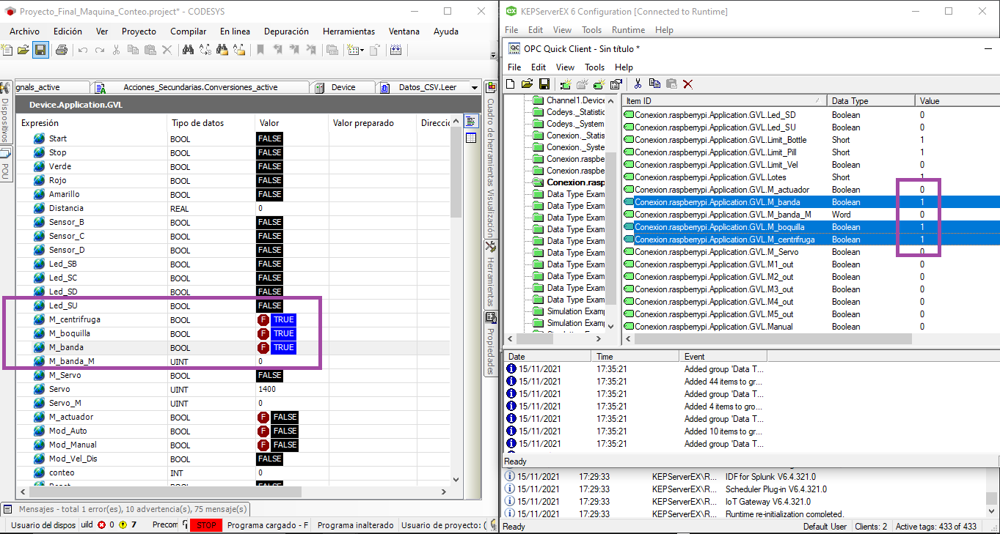 Proyecto_Final_Maquina_Conteo.project* - CODESYS
Archivo Edición Ver Proyecto Compilar En linea Depuración Herramientas Ventana Ayuda
gnals_active Acciones_Secundarias.Conversiones_active Device Datos_CSV.Leer
Dispositivos
POU
Device.Application.GVL
Expresión Tipo de datos Valor Valor preparado Direcci
Start BOOL FALSE
Stop BOOL FALSE
Verde BOOL FALSE
Rojo BOOL FALSE
Amarillo BOOL FALSE
Distancia REAL 0
Sensor_B BOOL FALSE
Sensor_C BOOL FALSE
Sensor_D BOOL FALSE
Led_SB BOOL FALSE
Led_SC BOOL FALSE
Led_SD BOOL FALSE
Led_SU BOOL FALSE
M_centrifruga BOOL F TRUE
M_boquilla BOOL F TRUE
M_banda BOOL F TRUE
M_banda_M UINT 0
M_Servo BOOL FALSE
Servo UINT 1400
Servo_M UINT 0
M_actuador BOOL F FALSE
Mod_Auto BOOL F FALSE
Mod_Manual BOOL F FALSE
Mod_Vel_Dis BOOL FALSE
conteo INT 0
Cuadro de herramientas Visualización
Herramientas
Propiedades
Mensajes - total 1 error(es), 10 advertencia(s), 75 mensaje(s)
Usuario del dispos uild 0 7 Precom STOP Programa cargado - F Programa inalterado Usuario de proyecto: (
KEPServerEX 6 Configuration [Connected to Runtime]
File Edit View Tools Runtime Help
OPC Quick Client - Sin título *
File Edit View Tools Help
Channel1.Device
Codeys._Statistic
Codeys._System
Conexion._Statis
Conexion._System
Conexion.raspbe
Conexion.raspbe
Conexion.rasp
Data Type Exam
Data Type Exam
Data Type Exam
Data Type Exam
Data Type Exam
Data Type Exam
Data Type Exam
Data Type Exam
Data Type Exam
Data Type Exam
Simulation Examp
Simulation Examp
Item ID Data Type Value
Conexion.raspberrypi.Application.GVL.Led_SD Boolean 0
Conexion.raspberrypi.Application.GVL.Led_SU Boolean 0
Conexion.raspberrypi.Application.GVL.Limit_Bottle Short 1
Conexion.raspberrypi.Application.GVL.Limit_Pill Short 1
Conexion.raspberrypi.Application.GVL.Limit_Vel Boolean 0
Conexion.raspberrypi.Application.GVL.Lotes Short 1
Conexion.raspberrypi.Application.GVL.M_actuador Boolean 0
Conexion.raspberrypi.Application.GVL.M_banda Boolean 1
Conexion.raspberrypi.Application.GVL.M_banda_M Word 0
Conexion.raspberrypi.Application.GVL.M_boquilla Boolean 1
Conexion.raspberrypi.Application.GVL.M_centrifruga Boolean 1
Conexion.raspberrypi.Application.GVL.M_Servo Boolean 0
Conexion.raspberrypi.Application.GVL.M1_out Boolean 0
Conexion.raspberrypi.Application.GVL.M2_out Boolean 0
Conexion.raspberrypi.Application.GVL.M3_out Boolean 0
Conexion.raspberrypi.Application.GVL.M4_out Boolean 0
Conexion.raspberrypi.Application.GVL.M5_out Boolean 0
Conexion.raspberrypi.Application.GVL.Manual Boolean 0
Date Time Event
15/11/2021 17:35:21 Added group 'Data T...
15/11/2021 17:35:21 Added 44 items to gr...
15/11/2021 17:35:21 Added group 'Data T...
15/11/2021 17:35:21 Added 4 items to gro...
15/11/2021 17:35:21 Added group 'Data T...
15/11/2021 17:35:21 Added 10 items to gr...
15/11/2021 17:35:21 Added group 'Data T...
Ready
15/11/2021 17:29:33 KEPServerEX\R... IDF for Splunk V6.4.321.0
15/11/2021 17:29:33 KEPServerEX\R... Scheduler Plug-in V6.4.321.0
15/11/2021 17:29:33 KEPServerEX\R... IoT Gateway V6.4.321.0
15/11/2021 17:29:33 KEPServerEX\R... Runtime re-initialization completed.
Ready Default User Clients: 2 Active tags: 433 of 433